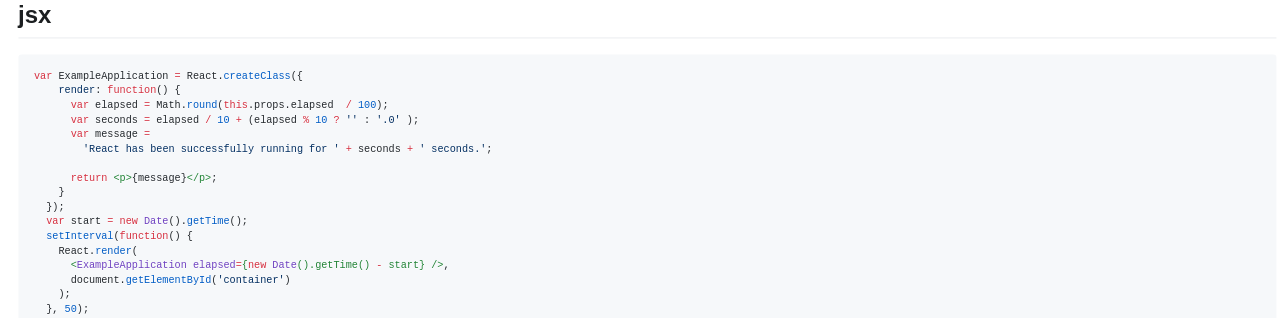 jsx
var ExampleApplication = React.createClass({
    render: function() {
      var elapsed = Math.round(this.props.elapsed  / 100);
      var seconds = elapsed / 10 + (elapsed % 10 ? '' : '.0' );
      var message =
        'React has been successfully running for ' + seconds + ' seconds.';

      return <p>{message}</p>;
    }
  });
  var start = new Date().getTime();
  setInterval(function() {
    React.render(
      <ExampleApplication elapsed={new Date().getTime() - start} />,
      document.getElementById('container')
    );
  }, 50);